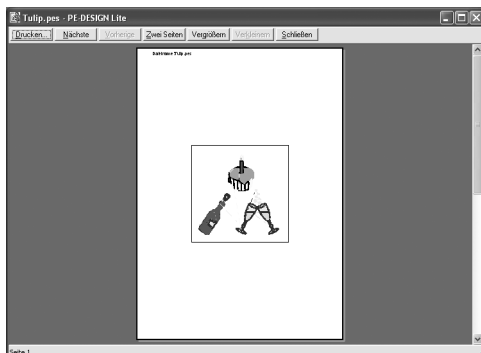 Tulip.pes - PE-DESIGN Lite
Drucken... Nächste Vorherige Zwei Seiten Vergrößern Verkleinern Schließen
Tulip.pes
Seite 1